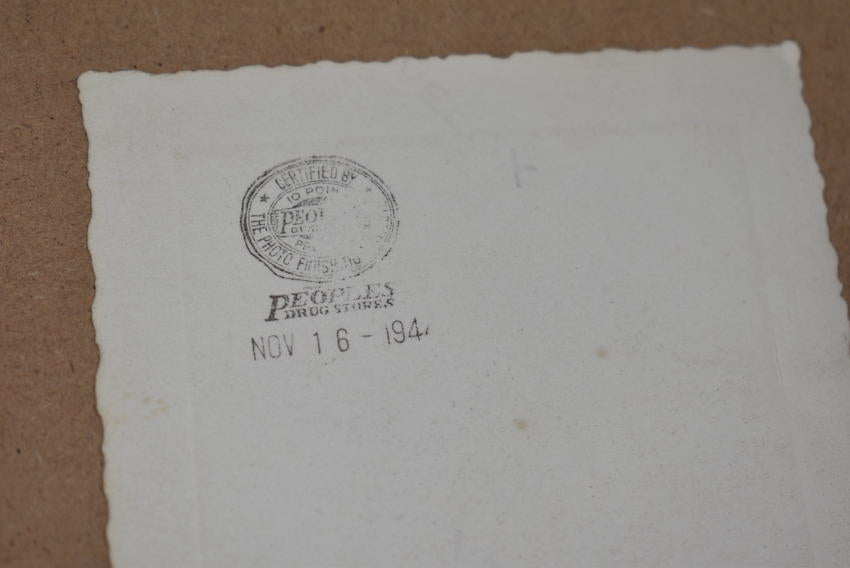 CERTIFIED BY
THE PHOTO FINISHING
10 POINT
PEOPLES
PEOPLES
DRUG STORES
NOV 16 - 194